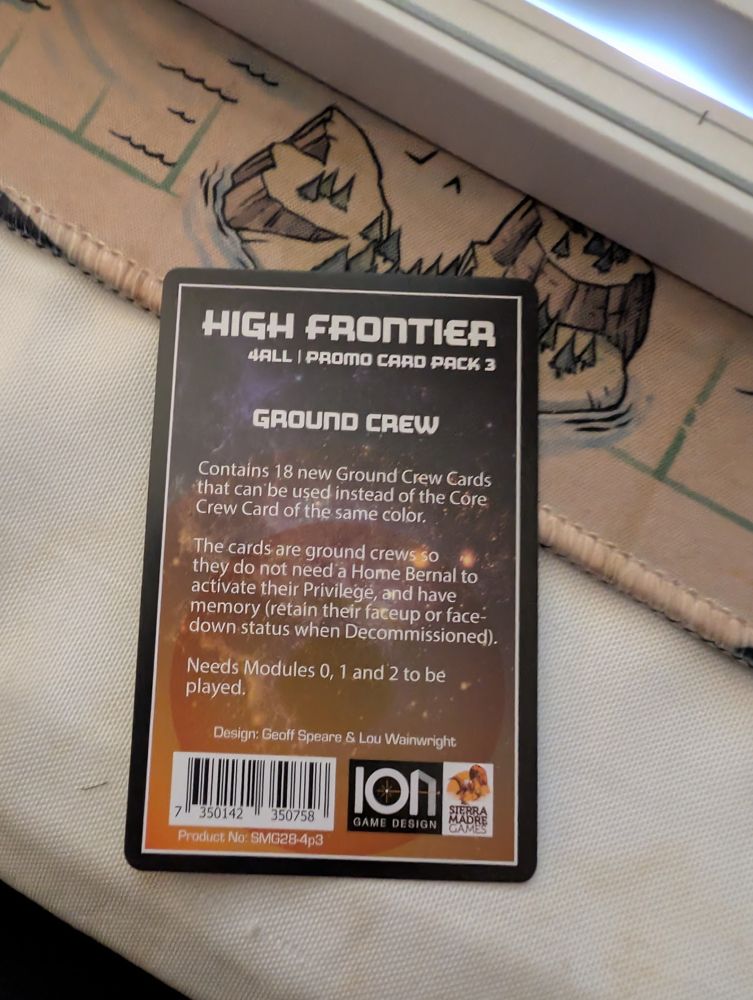 HIGH FRONTIER
4ALL | PROMO CARD PACK 3
GROUND CREW
Contains 18 new Ground Crew Cards
that can be used instead of the Core
Crew Card of the same color.
The cards are ground crews so
they do not need a Home Bernal to
activate their Privilege, and have
memory (retain their faceup or face-
down status when Decommissioned).
Needs Modules 0, 1 and 2 to be
played.
Design: Geoff Speare & Lou Wainwright
7 350142 350758
ION
GAME DESIGN
SIERRA
MADRE
GAMES
Product No: SMG28-4p3